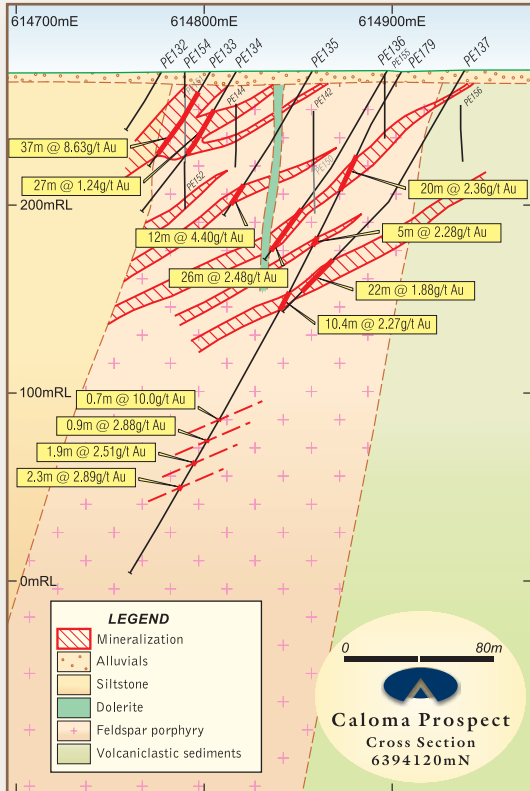 614700mE
614800mE
614900mE
PE132
PE154
PE133
PE134
PE135
PE136
PE155
PE179
PE137
PE144
PE142
PE156
PE152
PE150
37m @ 8.63g/t Au
27m @ 1.24g/t Au
200mRL
20m @ 2.36g/t Au
12m @ 4.40g/t Au
5m @ 2.28g/t Au
26m @ 2.48g/t Au
22m @ 1.88g/t Au
10.4m @ 2.27g/t Au
100mRL
0.7m @ 10.0g/t Au
0.9m @ 2.88g/t Au
1.9m @ 2.51g/t Au
2.3m @ 2.89g/t Au
0mRL
LEGEND
Mineralization
Alluvials
Siltstone
Dolerite
Feldspar porphyry
Volcaniclastic sediments
0 80m
Caloma Prospect
Cross Section
6394120mN